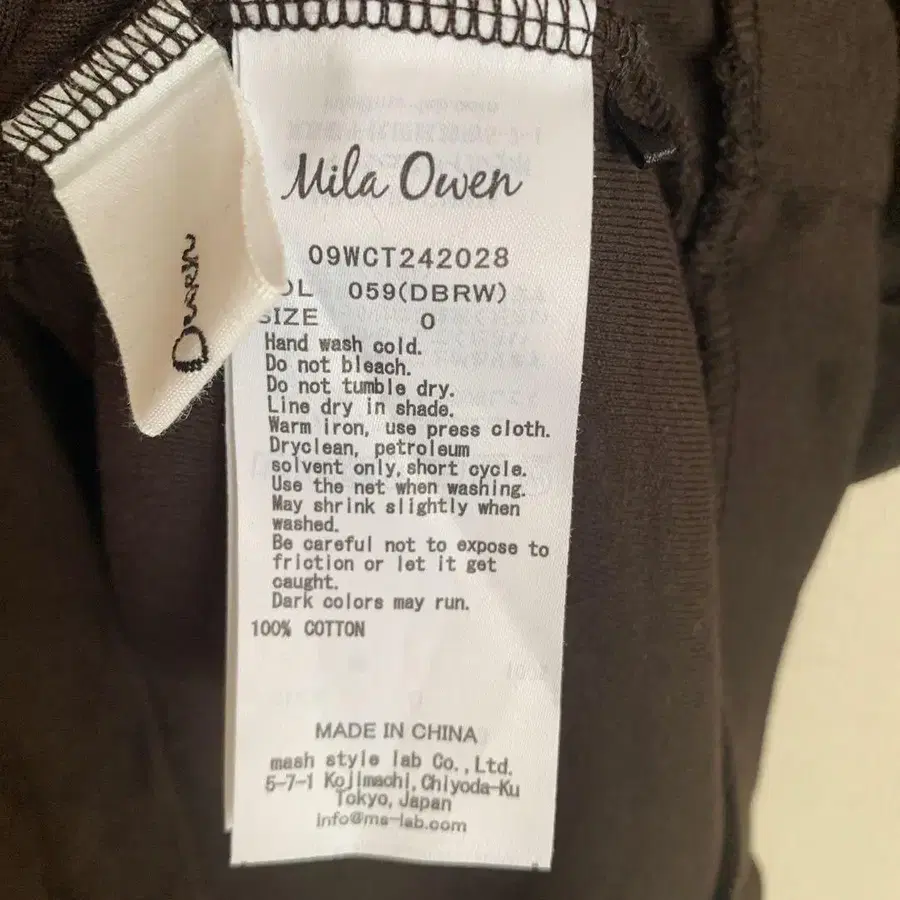 Mila Owen
09WCT242028
OL 059(DBRW)
SIZE 0
Hand wash cold.
Do not bleach.
Do not tumble dry.
Line dry in shade.
Warm iron, use press cloth.
Dryclean, petroleum
solvent only, short cycle.
Use the net when washing.
May shrink slightly when
washed.
Be careful not to expose to
friction or let it get
caught.
Dark colors may run.
100% COTTON
MADE IN CHINA
mash style lab Co.,Ltd.
5-7-1 Kojimachi, Chiyoda-Ku
Tokyo, Japan
info@ms-lab.com